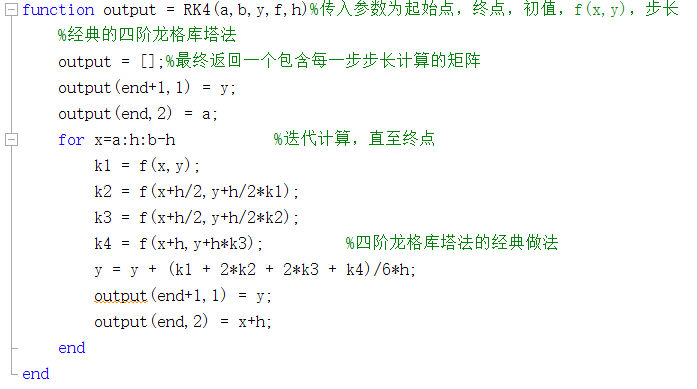 function output = RK4(a,b,y,f,h)%传入参数为起始点，终点，初值，f(x,y)，步长
%经典的四阶龙格库塔法
output = [];%最终返回一个包含每一步步长计算的矩阵
output(end+1,1) = y;
output(end,2) = a;
for x=a:h:b-h %迭代计算，直至终点
k1 = f(x,y);
k2 = f(x+h/2,y+h/2*k1);
k3 = f(x+h/2,y+h/2*k2);
k4 = f(x+h,y+h*k3); %四阶龙格库塔法的经典做法
y = y + (k1 + 2*k2 + 2*k3 + k4)/6*h;
output(end+1,1) = y;
output(end,2) = x+h;
end
end